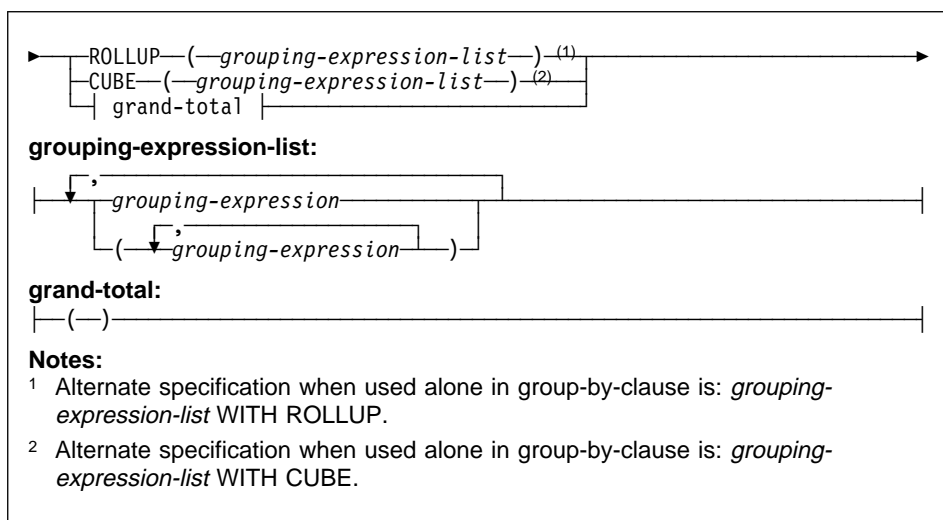 ROLLUP ( grouping-expression-list ) (1)
CUBE ( grouping-expression-list ) (2)
grand-total
grouping-expression-list:
,
grouping-expression
,
( grouping-expression )
grand-total:
( )
Notes:
1 Alternate specification when used alone in group-by-clause is: grouping-
expression-list WITH ROLLUP.
2 Alternate specification when used alone in group-by-clause is: grouping-
expression-list WITH CUBE.